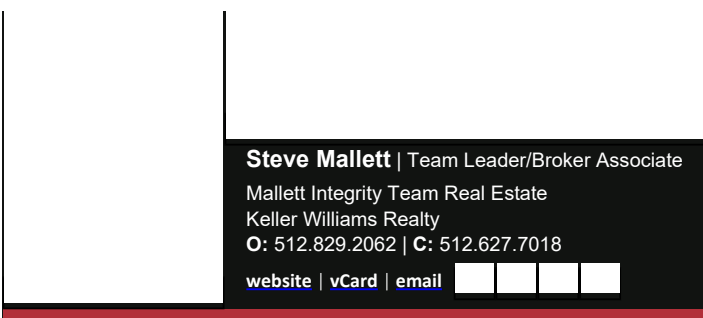 Steve Mallett | Team Leader/Broker Associate
Mallett Integrity Team Real Estate
Keller Williams Realty
O: 512.829.2062 | C: 512.627.7018
website | vCard | email